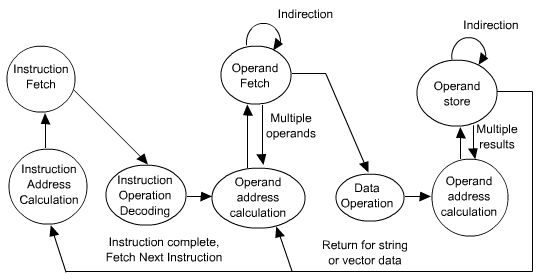 Indirection
Indirection
Instruction
Fetch
Operand
Fetch
Operand
store
Multiple
operands
Multiple
results
Instruction
Address
Calculation
Instruction
Operation
Decoding
Operand
address
calculation
Data
Operation
Operand
address
calculation
Instruction complete,
Fetch Next Instruction
Return for string
or vector data